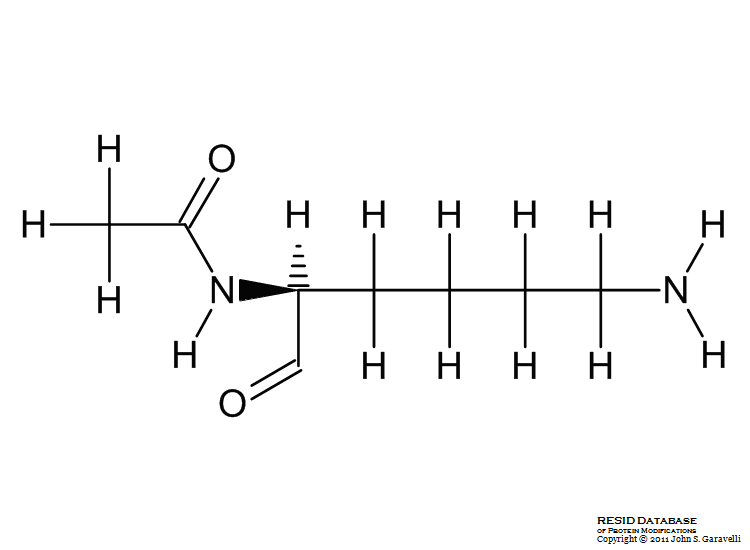 H O
H H H H H H H
H N N
H H H H H H
O
RESID DATABASE
OF PROTEIN MODIFICATIONS
Copyright © 2011 John S. Garavelli